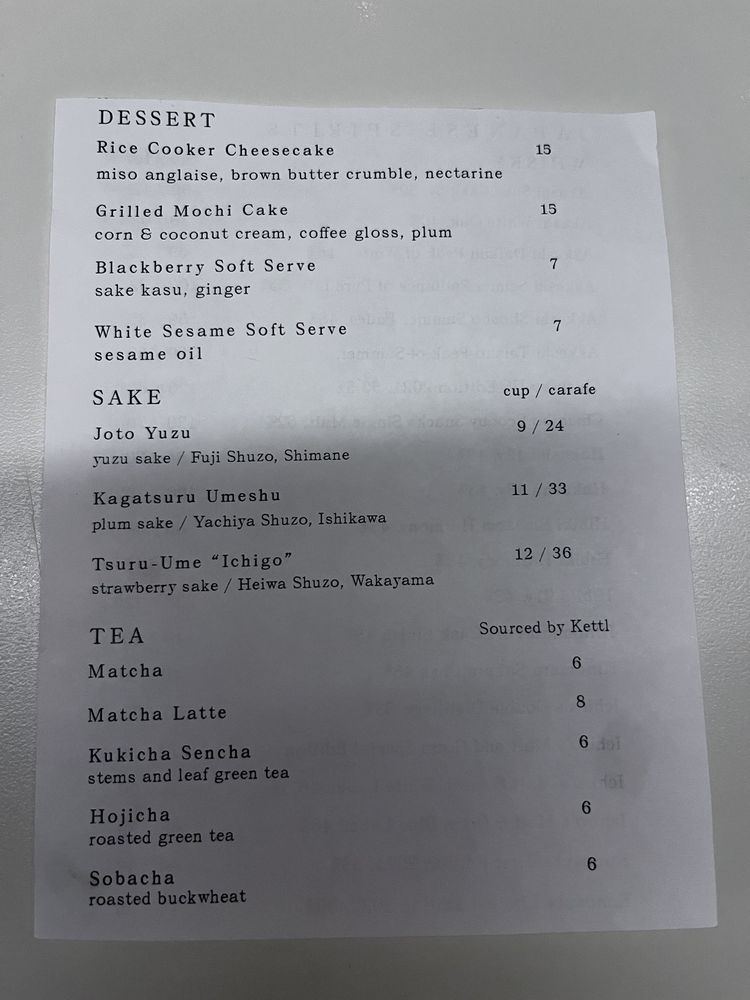 DESSERT
Rice Cooker Cheesecake 15
miso anglaise, brown butter crumble, nectarine
Grilled Mochi Cake 15
corn & coconut cream, coffee gloss, plum
Blackberry Soft Serve 7
sake kasu, ginger
White Sesame Soft Serve 7
sesame oil
SAKE cup / carafe
Joto Yuzu 9 / 24
yuzu sake / Fuji Shuzo, Shimane
Kagatsuru Umeshu 11 / 33
plum sake / Yachiya Shuzo, Ishikawa
Tsuru-Ume “Ichigo” 12 / 36
strawberry sake / Heiwa Shuzo, Wakayama
TEA Sourced by Kettl
Matcha 6
Matcha Latte 8
Kukicha Sencha 6
stems and leaf green tea
Hojicha 6
roasted green tea
Sobacha 6
roasted buckwheat